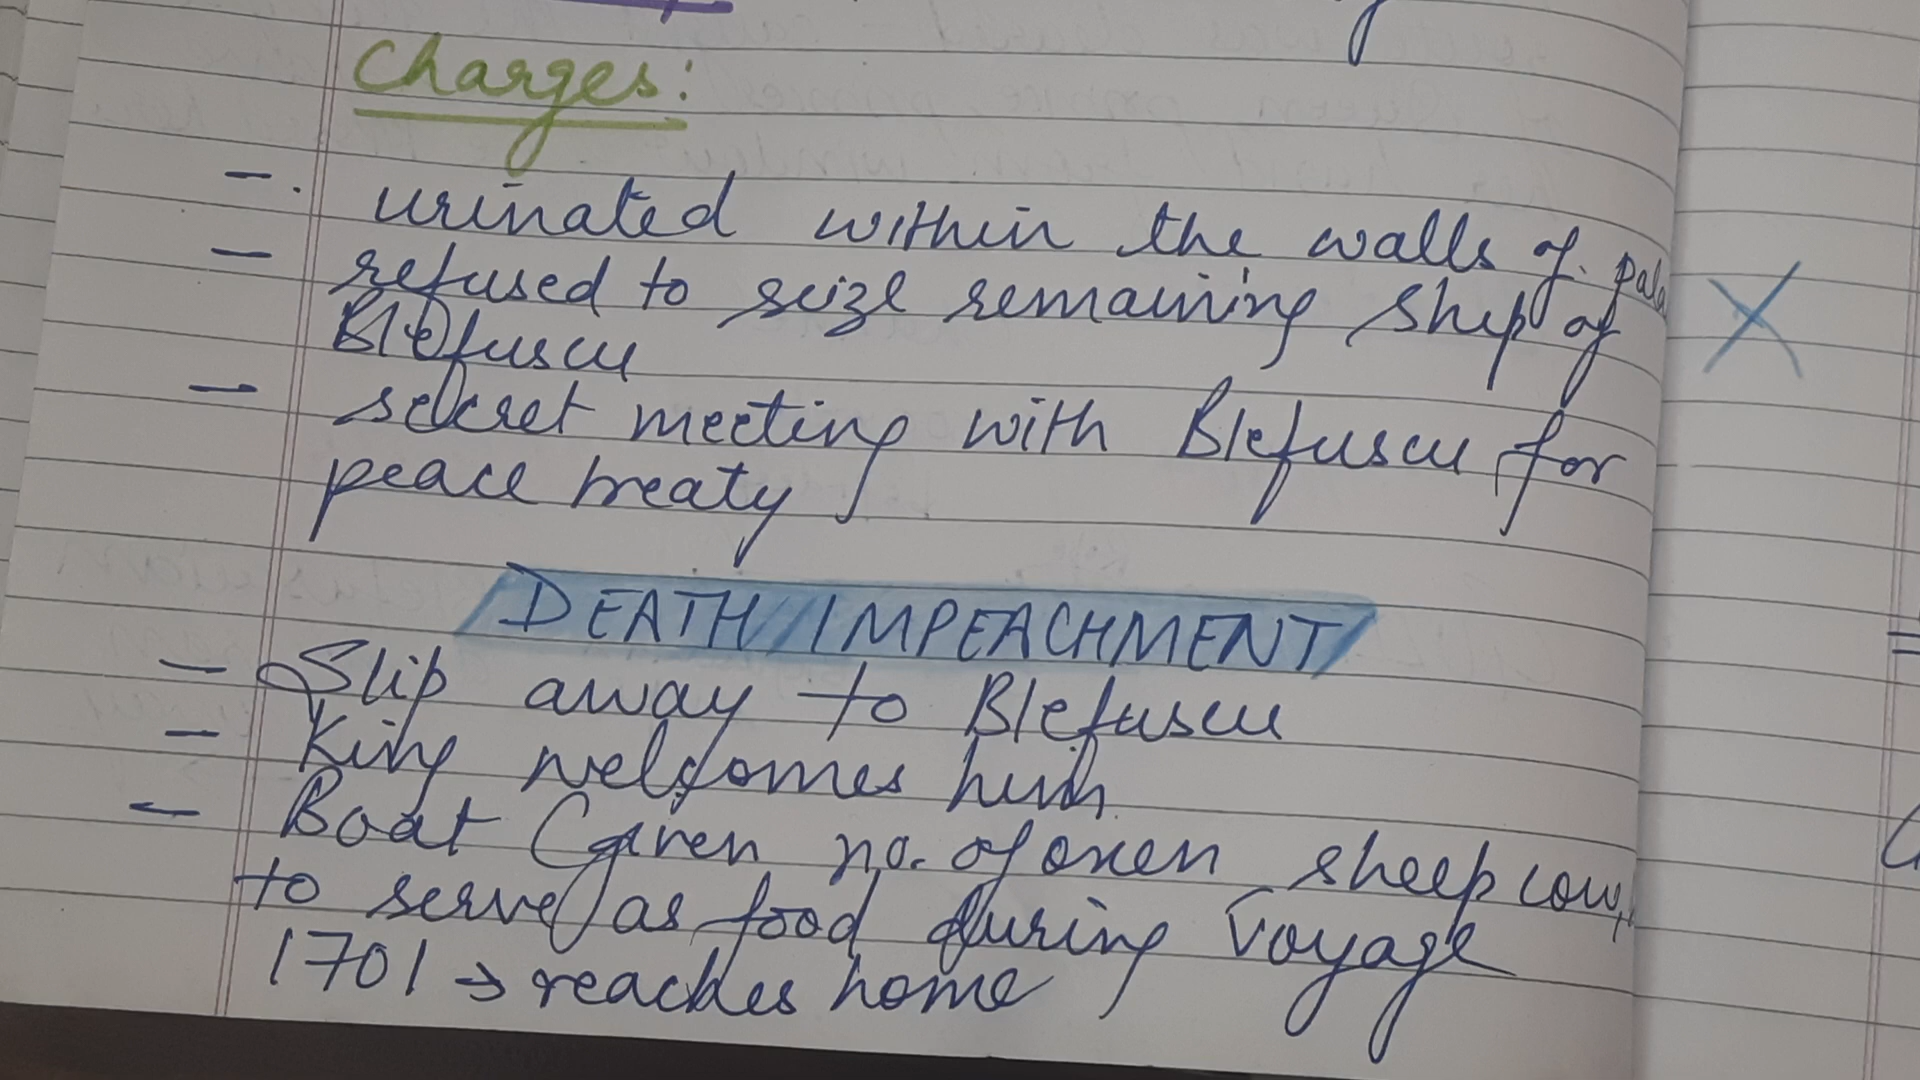 Charges:
-. urinated within the walls of. pala
- refused to seize remaining ship of
Blefuscu
- secret meeting with Blefuscu for
peace treaty
DEATH/IMPEACHMENT
- Slip away to Blefuscu
- King welcomes him
- Boat (given no. of oxen sheep cow,
to serve) as food during Voyage
1701 → reaches home